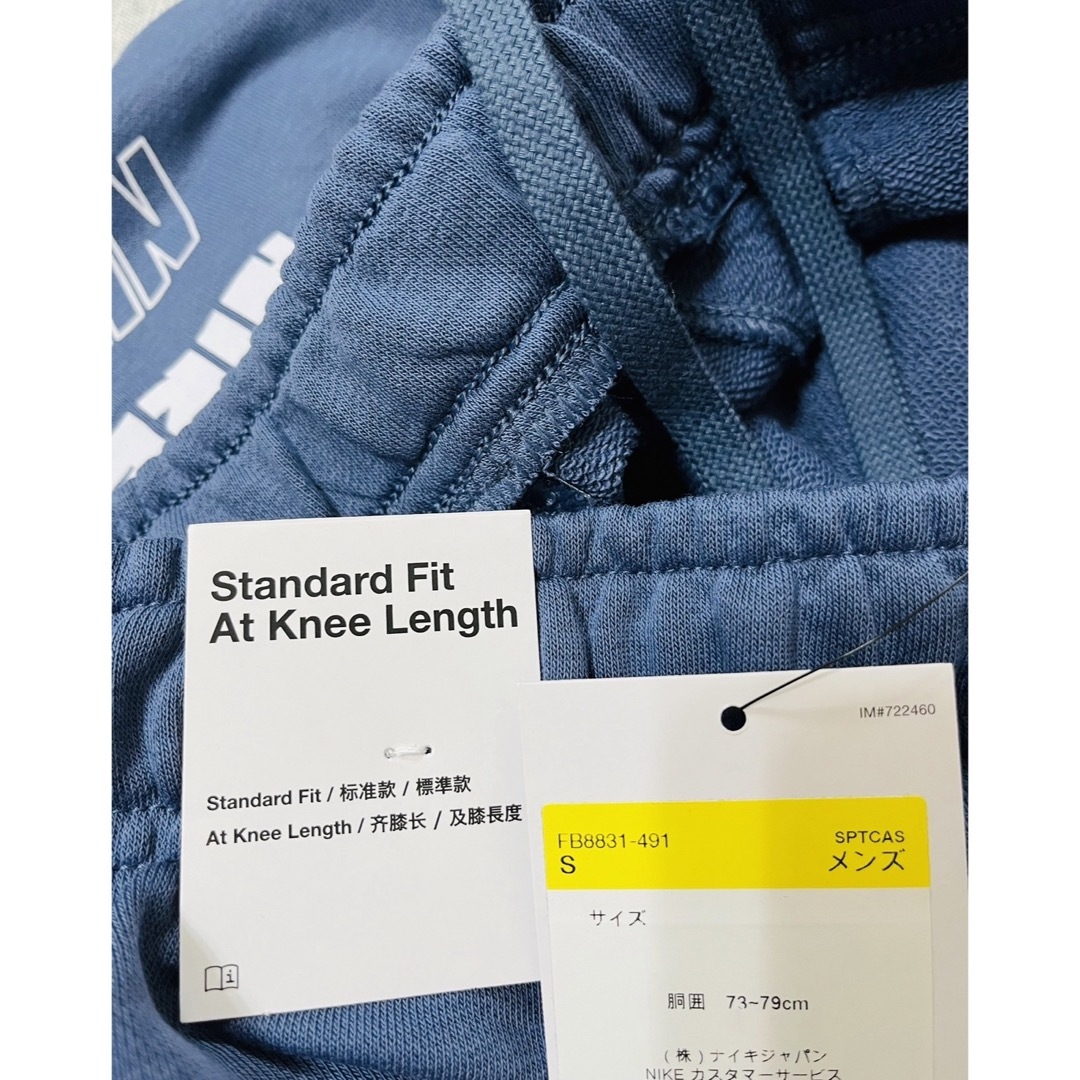 Standard Fit
At Knee Length
Standard Fit / 标准款 / 標準款
At Knee Length / 齐膝长 / 及膝長度
IM#722460
FB8831-491
SPTCAS
S
メンズ
サイズ
胴囲 73~79cm
(株)ナイキジャパン
NIKE カスタマーサービス